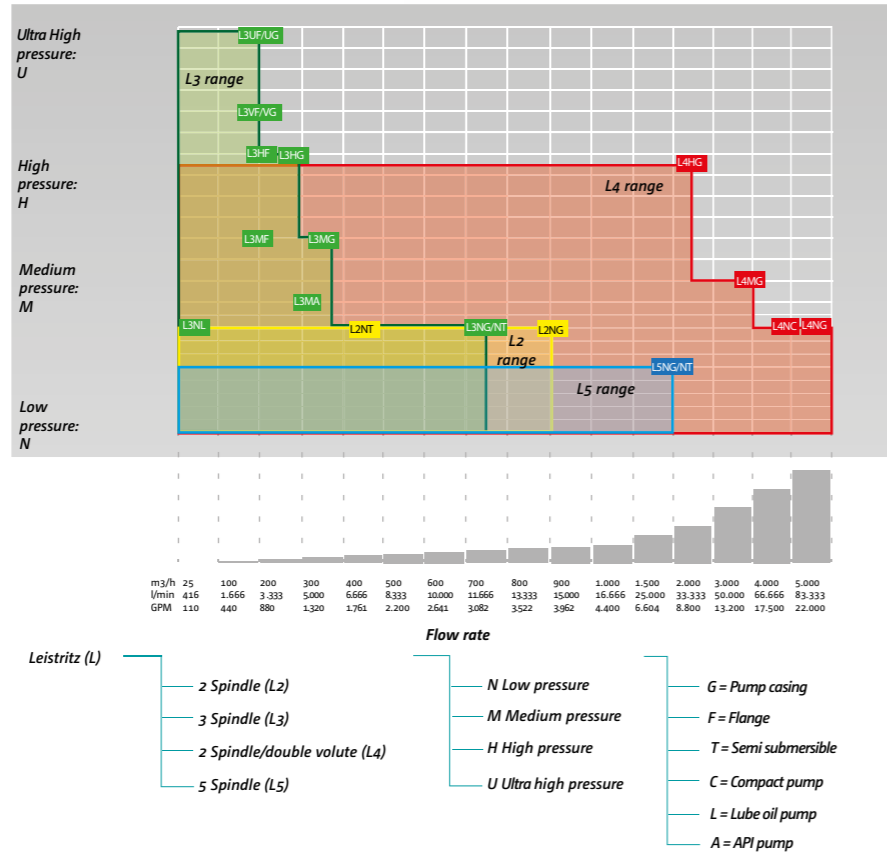 Ultra High
pressure:
U
L3UF/UG
L3 range
L3VF/VG
L3HF
L3HG
High
pressure:
H
L4HG
L4 range
L3MF
L3MG
Medium
pressure:
M
L4MG
L3MA
L3NL
L2NT
L3NG/NT
L2NG
L4NC
L4NG
L2
range
L5NG/NT
L5 range
Low
pressure:
N
m3/h 25 100 200 300 400 500 600 700 800 900 1.000 1.500 2.000 3.000 4.000 5.000
l/min 416 1.666 3.333 5.000 6.666 8.333 10.000 11.666 13.333 15.000 16.666 25.000 33.333 50.000 66.666 83.333
GPM 110 440 880 1.320 1.761 2.200 2.641 3.082 3.522 3.962 4.400 6.604 8.800 13.200 17.500 22.000
Flow rate
Leistritz (L)
2 Spindle (L2)
3 Spindle (L3)
2 Spindle/double volute (L4)
5 Spindle (L5)
N Low pressure
M Medium pressure
H High pressure
U Ultra high pressure
G = Pump casing
F = Flange
T = Semi submersible
C = Compact pump
L = Lube oil pump
A = API pump